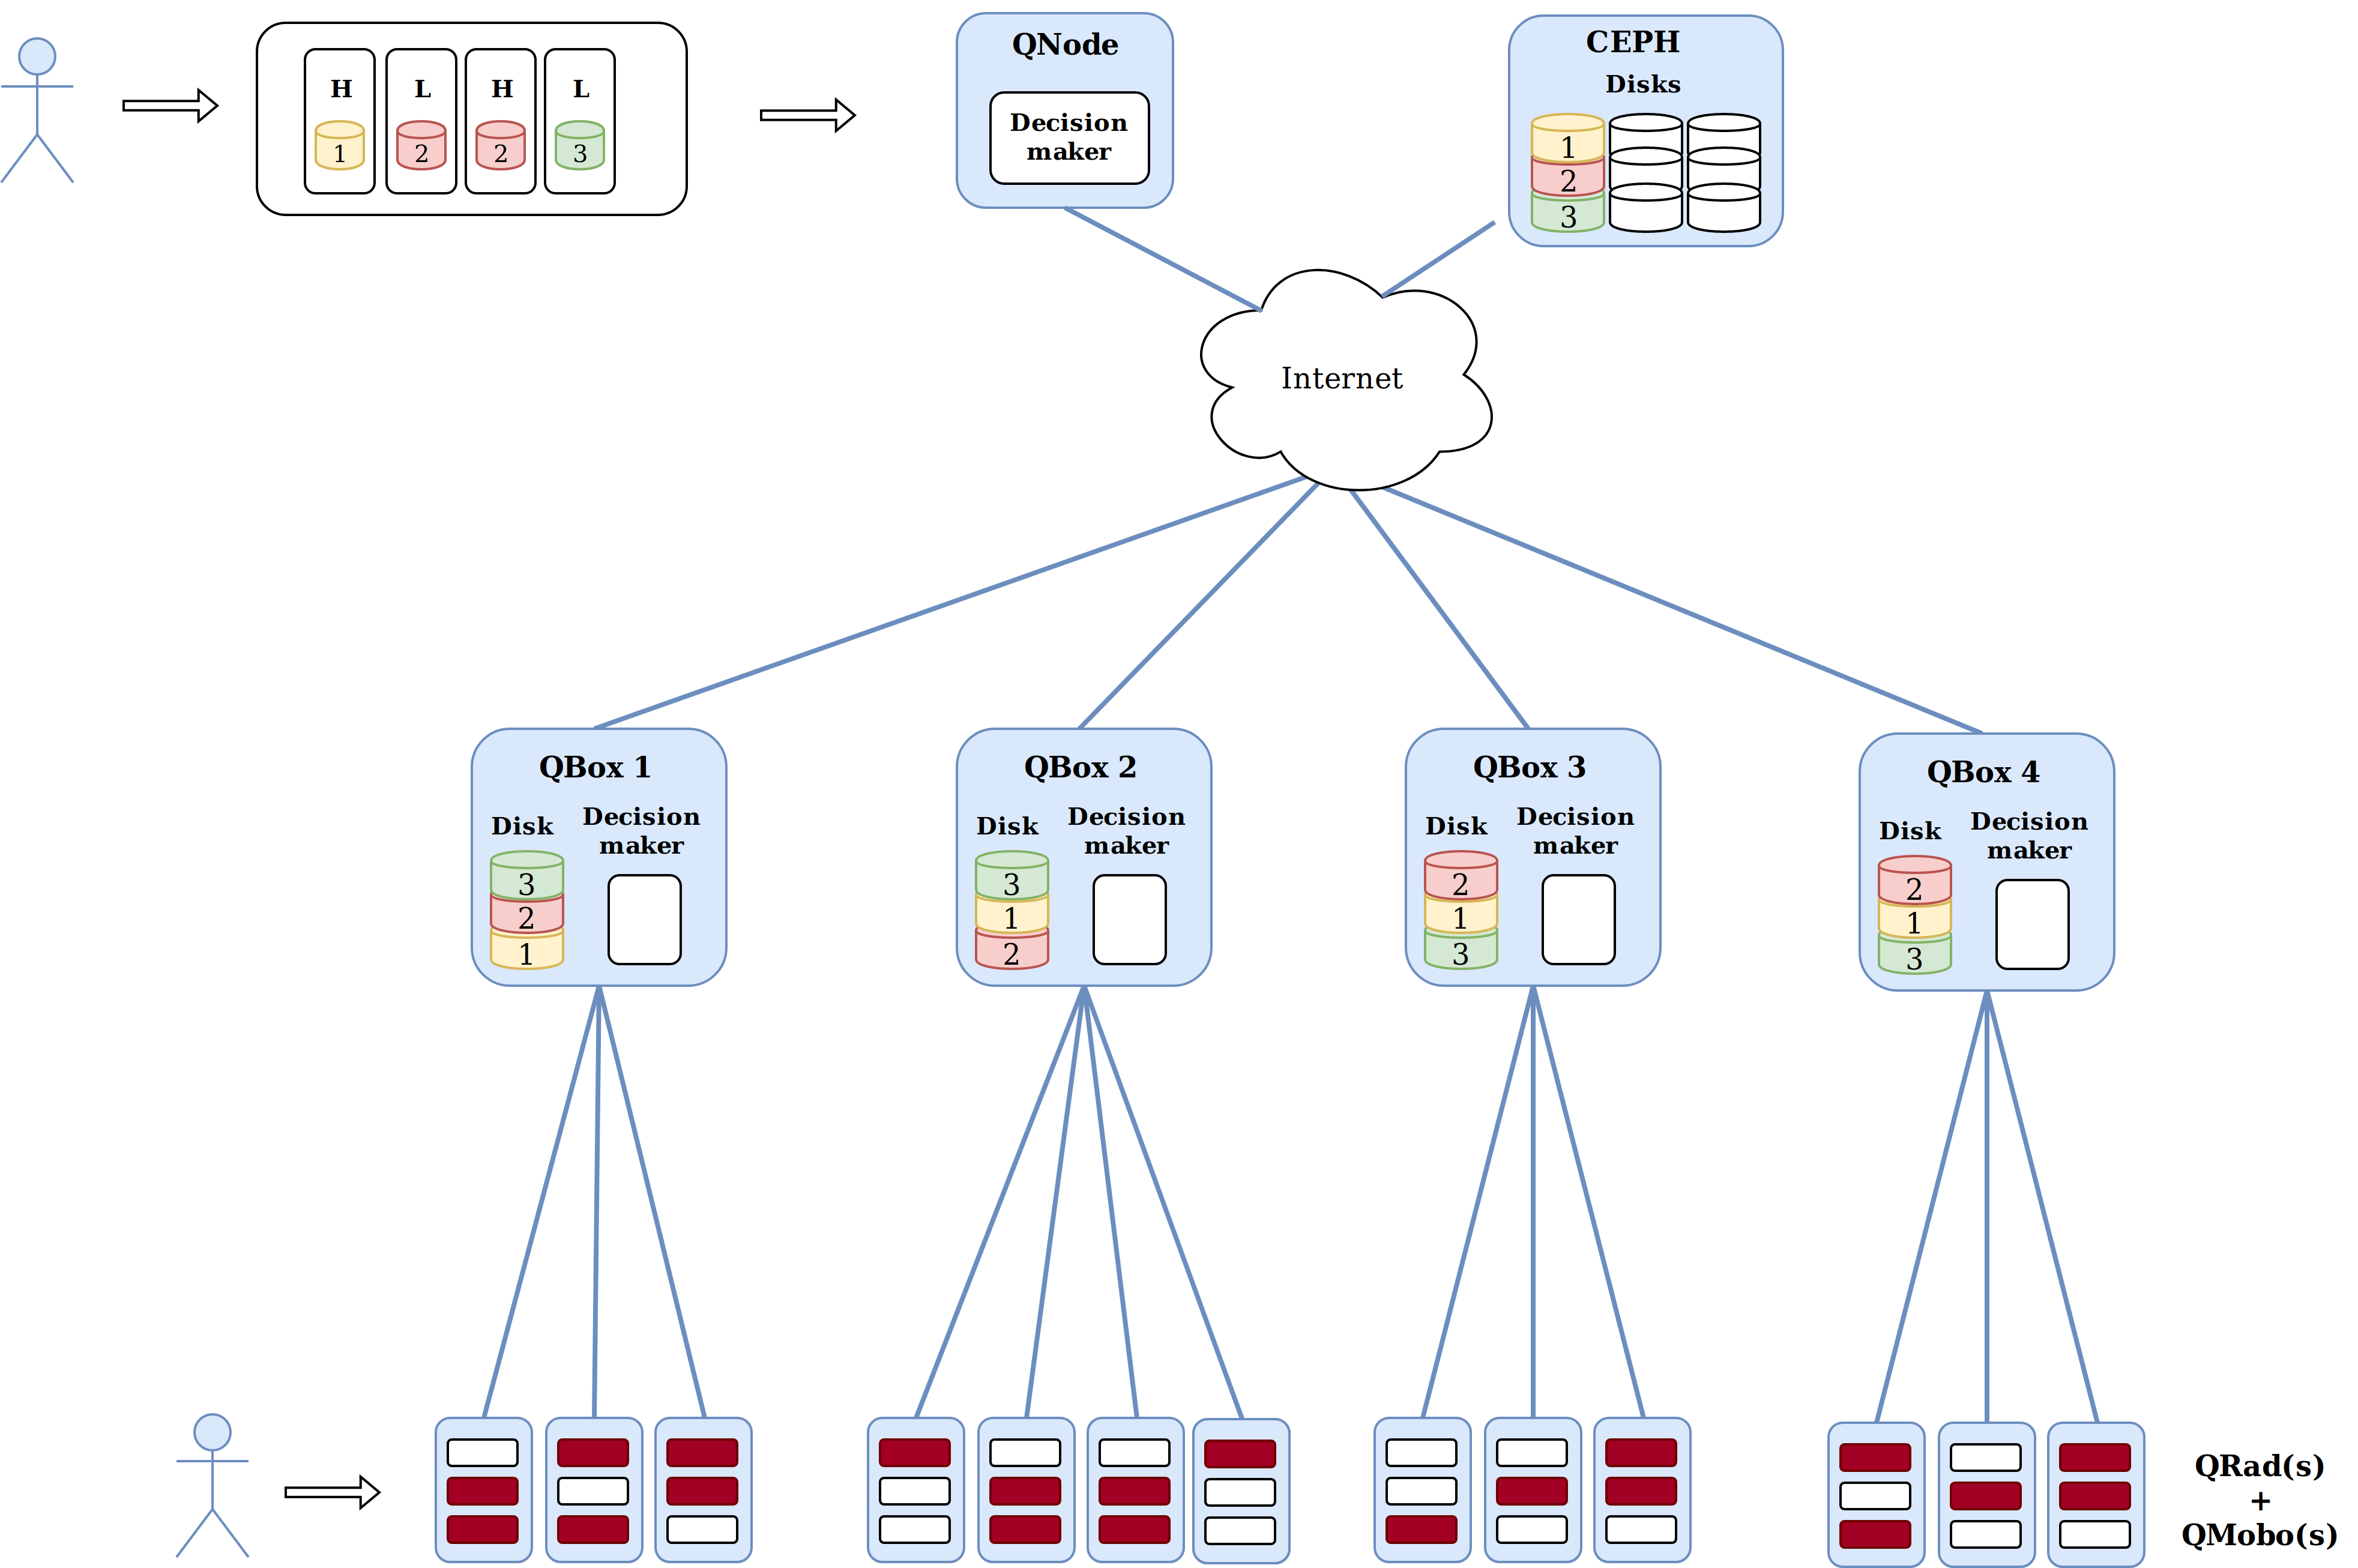 H L H L
1 2 2 3
QNode
Decision
maker
CEPH
Disks
1
2
3
Internet
QBox 1
Disk
Decision
maker
3
2
1
QBox 2
Disk
Decision
maker
3
1
2
QBox 3
Disk
Decision
maker
2
1
3
QBox 4
Disk
Decision
maker
2
1
3
QRad(s)
+
QMobo(s)